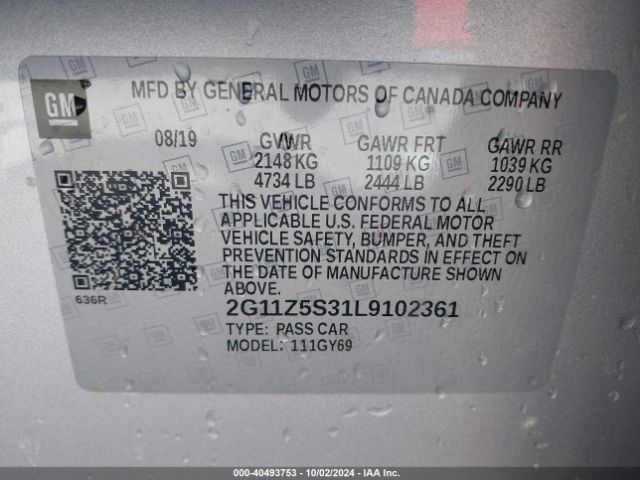 GM
MFD BY GENERAL MOTORS OF CANADA COMPANY
08/19 GVWR GAWR FRT GAWR RR
2148 KG 1109 KG 1039 KG
4734 LB 2444 LB 2290 LB
THIS VEHICLE CONFORMS TO ALL
APPLICABLE U.S. FEDERAL MOTOR
VEHICLE SAFETY, BUMPER, AND THEFT
PREVENTION STANDARDS IN EFFECT ON
THE DATE OF MANUFACTURE SHOWN
ABOVE.
636R
2G11Z5S31L9102361
TYPE: PASS CAR
MODEL: 111GY69
000-40493753 - 10/02/2024 - IAAI.COM